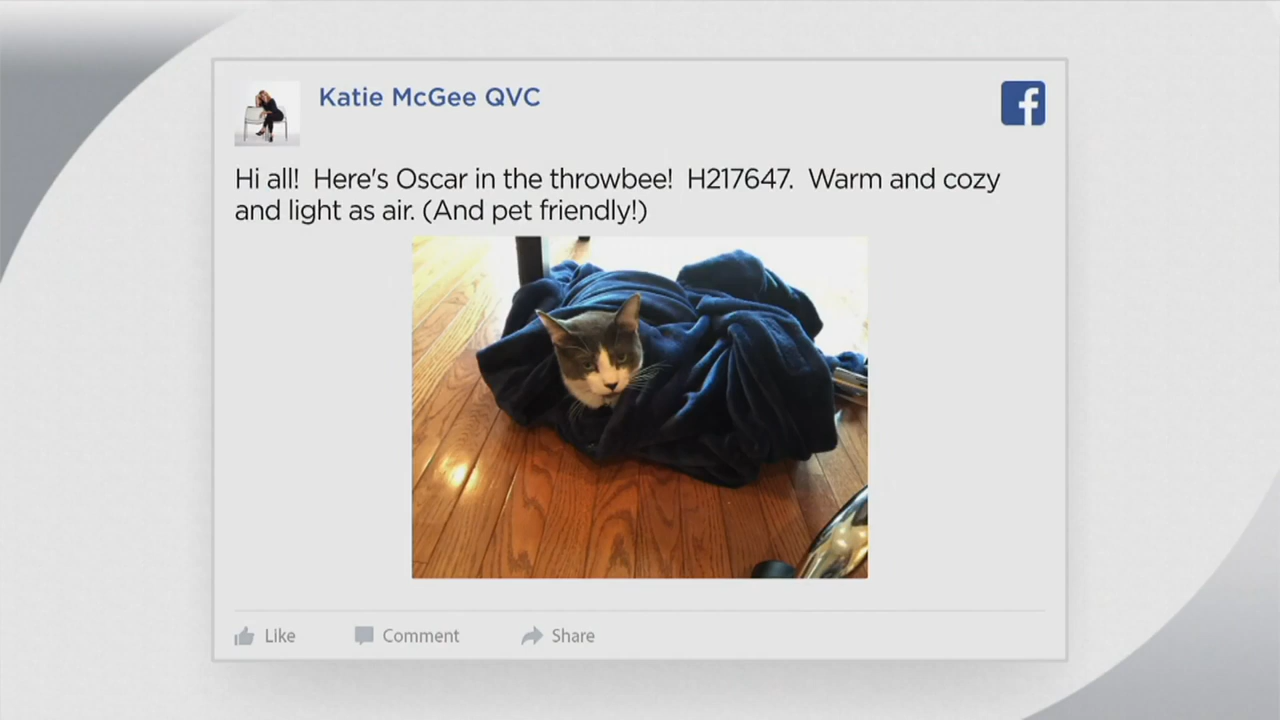 Katie McGee QVC
Hi all!  Here's Oscar in the throwbee!  H217647.  Warm and cozy
and light as air. (And pet friendly!)
Like
Comment
Share